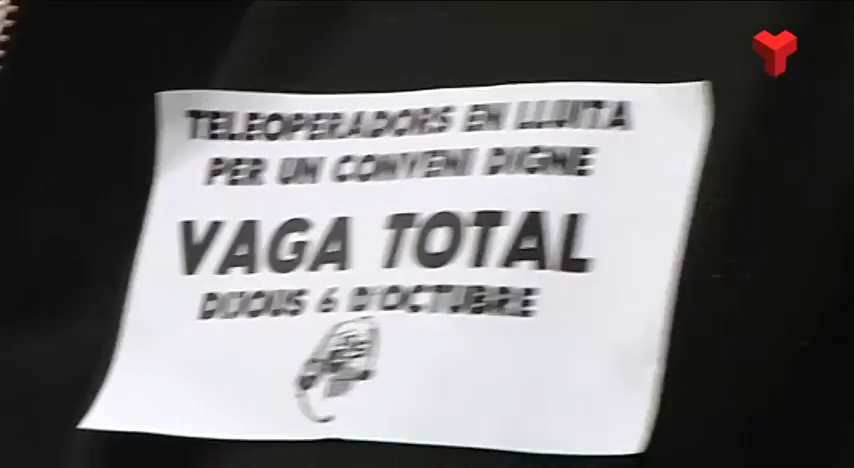 TELEOPERADORS EN LLUITA
PER UN CONVENI DIGNE
VAGA TOTAL
DIJOUS 6 D'OCTUBRE